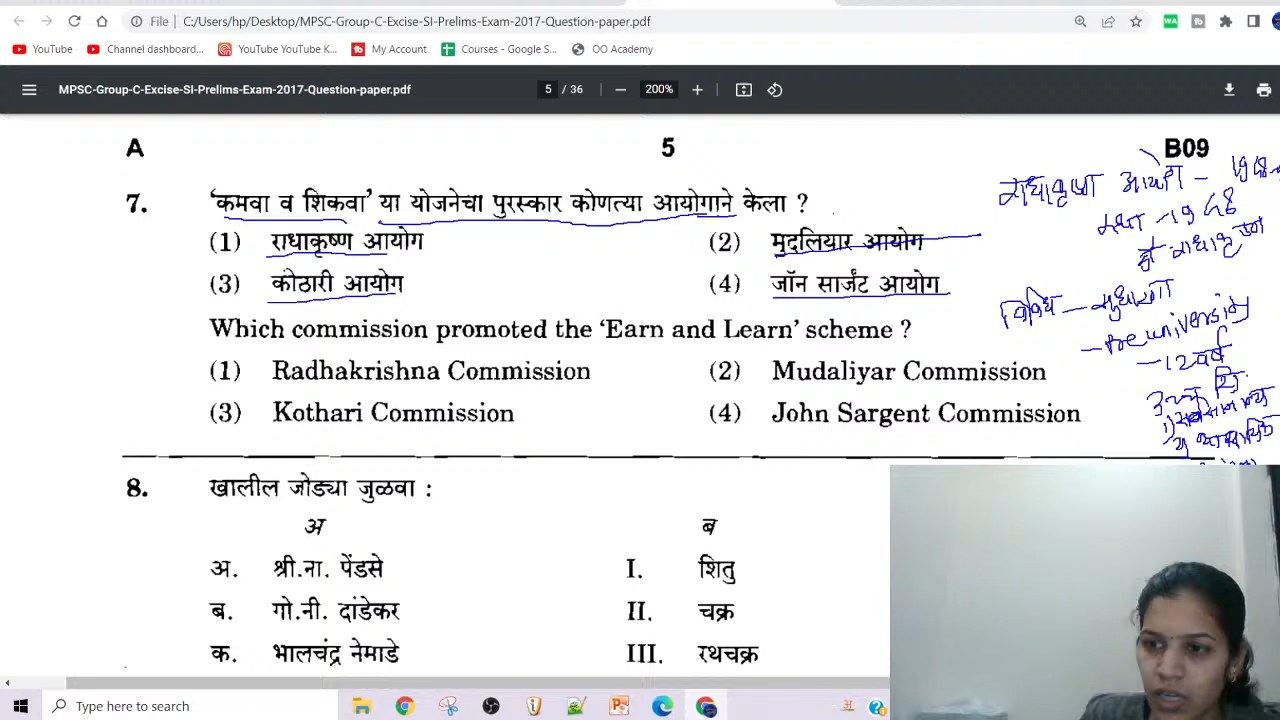 File | C:/Users/hp/Desktop/MPSC-Group-C-Excise-SI-Prelims-Exam-2017-Question-paper.pdf
YouTube Channel dashboard... YouTube YouTube K... My Account Courses - Google S... OO Academy
MPSC-Group-C-Excise-SI-Prelims-Exam-2017-Question-paper.pdf 5 / 36 200%
A 5 B09
7. 'कमवा व शिकवा' या योजनेचा पुरस्कार कोणत्या आयोगाने केला ?
(1) राधाकृष्ण आयोग (2) मुदलियार आयोग
(3) कोठारी आयोग (4) जॉन सार्जंट आयोग
Which commission promoted the 'Earn and Learn' scheme ?
(1) Radhakrishna Commission (2) Mudaliyar Commission
(3) Kothari Commission (4) John Sargent Commission
राधाकृष्ण आयोग -
1948
विविध -
Pre university
- 12 वर्ष
8. खालील जोड्या जुळवा :
अ ब
अ. श्री.ना. पेंडसे I. शितु
ब. गो.नी. दांडेकर II. चक्र
क. भालचंद्र नेमाडे III. रथचक्र
Type here to search